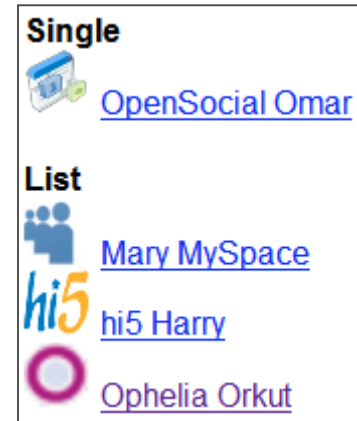 Single
OpenSocial Omar
List
Mary MySpace
hi5 hi5 Harry
Ophelia Orkut